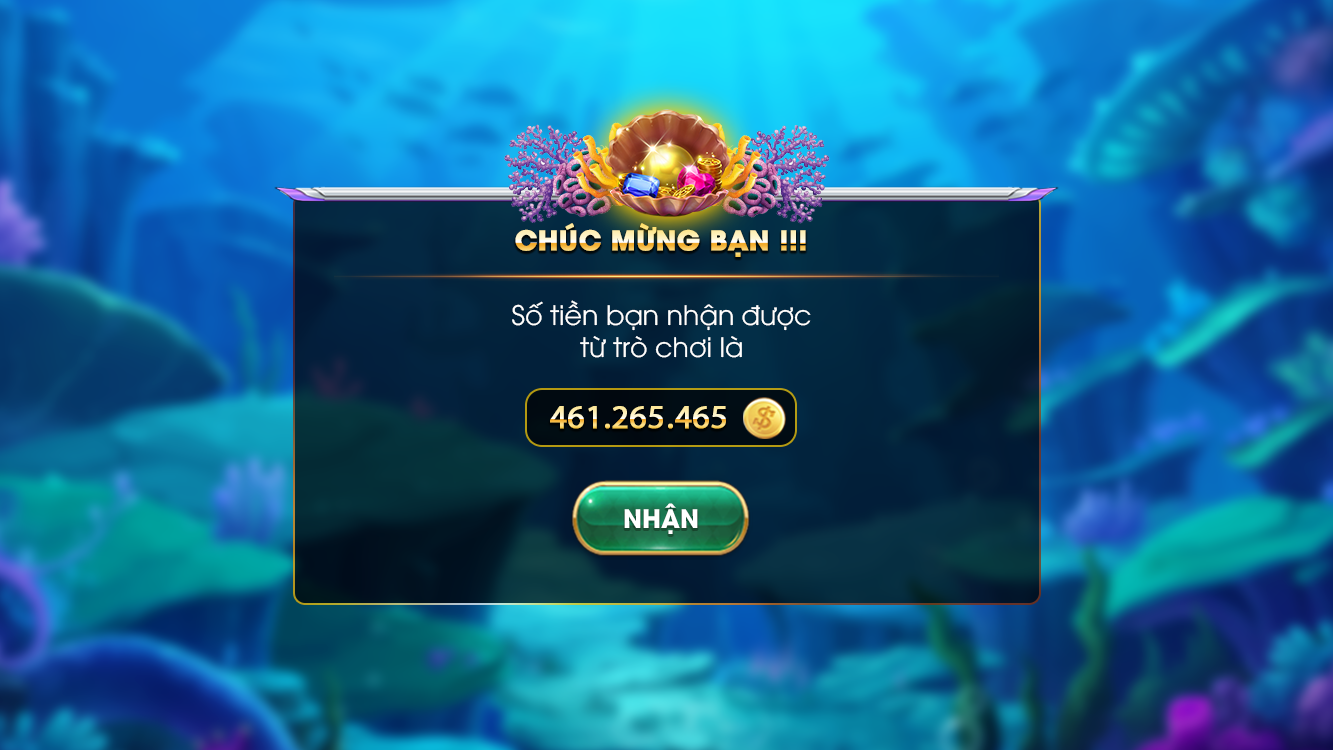 CHÚC MỪNG BẠN !!!
Số tiền bạn nhận được
từ trò chơi là
461.265.465
NHẬN